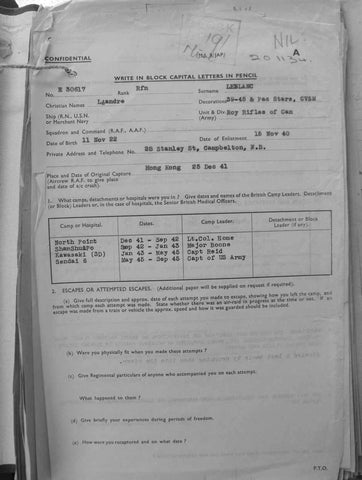 NIL.
A
201134
CONFIDENTIAL
WRITE IN BLOCK CAPITAL LETTERS IN PENCIL
No. E 30617 Rank Rfn Surname LEBLANC
Christian Names Leandre Decorations 39-45 & Pac Stars, CVSM
Ship (R.N., U.S.N. or Merchant Navy Unit & Div (Army) Roy Rifles of Can
Squadron and Command (R.A.F., A.A.F.)
Date of Birth 11 Nov 22 Date of Enlistment 15 Nov 40
Private Address and Telephone No. 28 Stanley St, Campbelton, N.B.
Place and Date of Original Capture Hong Kong 25 Dec 41
(Aircrew R.A.F. to give place
and date of a/c crash)
1. What camps, detachments or hospitals were you in? Give dates and names of the British Camp Leaders, Detachment
(or Block) Leaders or, in the case of hospitals, the Senior British Medical Officers.
Camp or Hospital. Dates. Camp Leader. Detachment or Block Leader (if any).
North Point Dec 41 - Sep 42 Lt.Col. Home
ShamShuiPo Sep 42 - Jan 43 Major Boone
Kawasaki (3D) Jan 43 - May 45 Capt Reid
Sendai 6 May 45 - Sep 45 Capt of US Army
2. ESCAPES OR ATTEMPTED ESCAPES. (Additional paper will be supplied on request if required).
(a) Give full description and approx. date of each attempt you made to escape, showing how you left the camp, and
from which camp each attempt was made. State whether there was an air-raid in progress at the time or not. If an
escape was made from a train or vehicle the approx. speed and how it was guarded should be included.
(b) Were you physically fit when you made these attempts ?
(c) Give Regimental particulars of anyone who accompanied you on each attempt.
What happened to them ?
(d) Give briefly your experiences during periods of freedom.
(e) How were you recaptured and on what date ?
P.T.O.